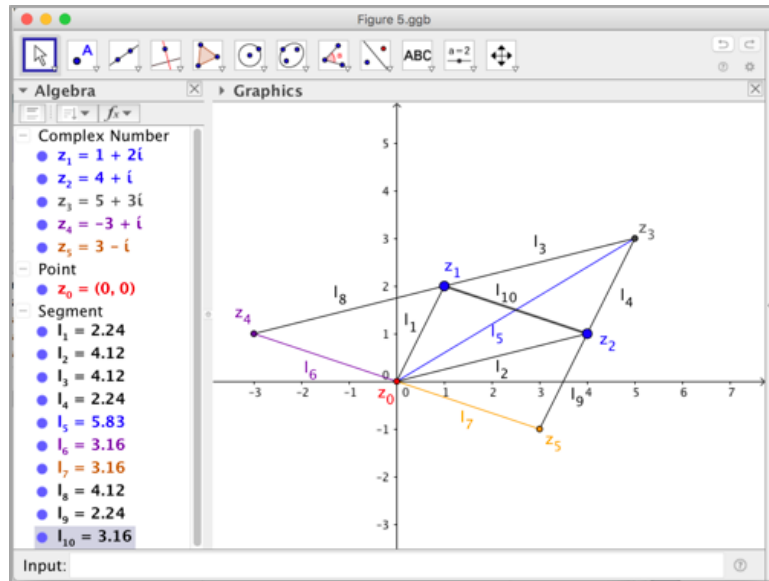 Figure 5.ggb
A
ABC
a=2
Algebra
Graphics
fx
Complex Number
z₁ = 1 + 2i
z₂ = 4 + i
z₃ = 5 + 3i
z₄ = -3 + i
z₅ = 3 - i
Point
z₀ = (0, 0)
Segment
l₁ = 2.24
l₂ = 4.12
l₃ = 4.12
l₄ = 2.24
l₅ = 5.83
l₆ = 3.16
l₇ = 3.16
l₈ = 4.12
l₉ = 2.24
l₁₀ = 3.16
5
4
3
z₃
l₃
z₁
2
l₈
l₁₀
l₄
z₄
l₁
1
l₅
z₂
l₆
l₂
0
z₀
-3 -2 -1 0 1 2 3 4 5 6 7
l₉
l₇
-1
z₅
-2
-3
Input: